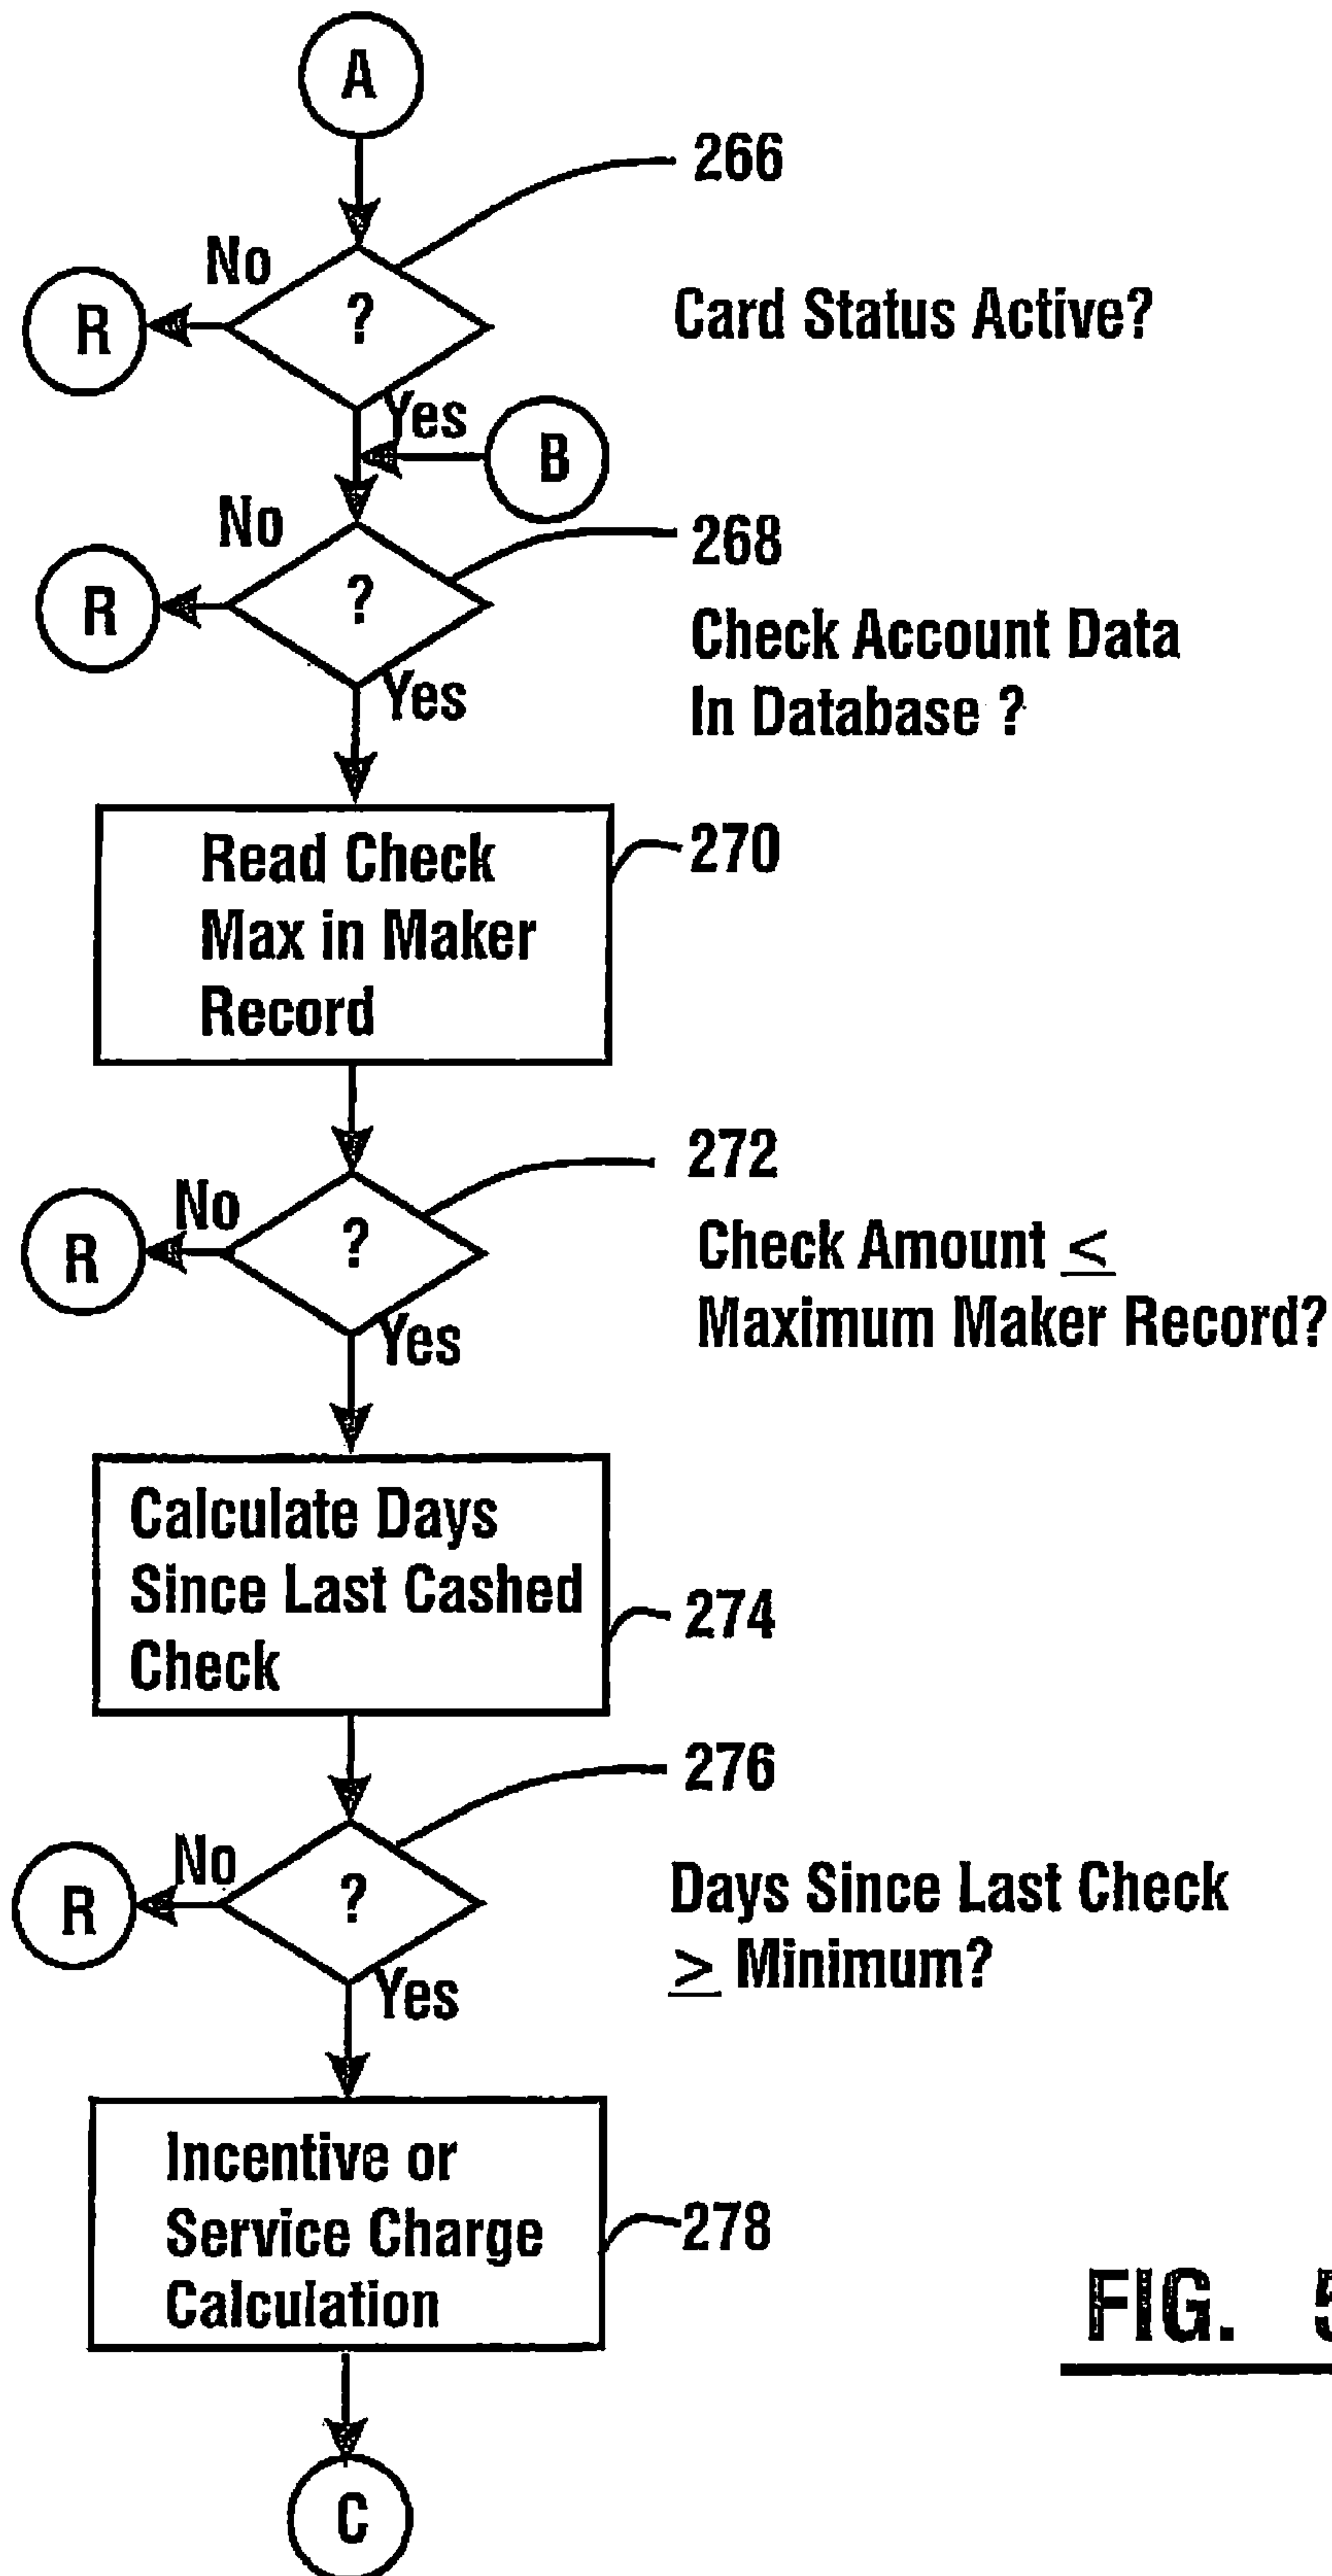 A
266
No
R
?
Card Status Active?
Yes
B
No
268
R
?
Check Account Data
In Database ?
Yes
Read Check
Max in Maker
Record
270
272
No
R
?
Check Amount ≤
Maximum Maker Record?
Yes
Calculate Days
Since Last Cashed
Check
274
276
No
R
?
Days Since Last Check
≥ Minimum?
Yes
Incentive or
Service Charge
Calculation
278
FIG.
C